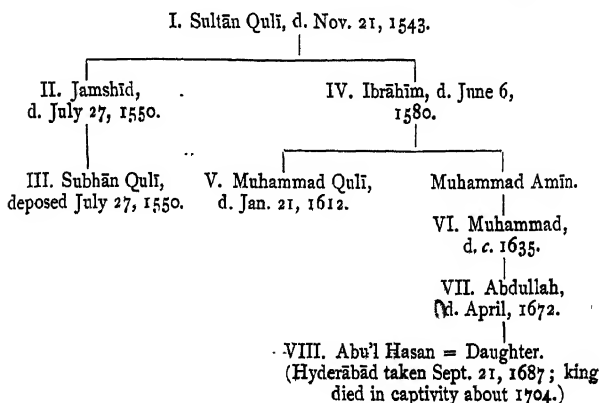 I. Sultān Qulī, d. Nov. 21, 1543.
II. Jamshīd,
d. July 27, 1550.
IV. Ibrāhīm, d. June 6,
1580.
III. Subhān Qulī,
deposed July 27, 1550.
V. Muhammad Qulī,
d. Jan. 21, 1612.
Muhammad Amīn.
VI. Muhammad,
d. c. 1635.
VII. Abdullah,
d. April, 1672.
VIII. Abu'l Hasan = Daughter.
(Hyderābād taken Sept. 21, 1687; king
died in captivity about 1704.)